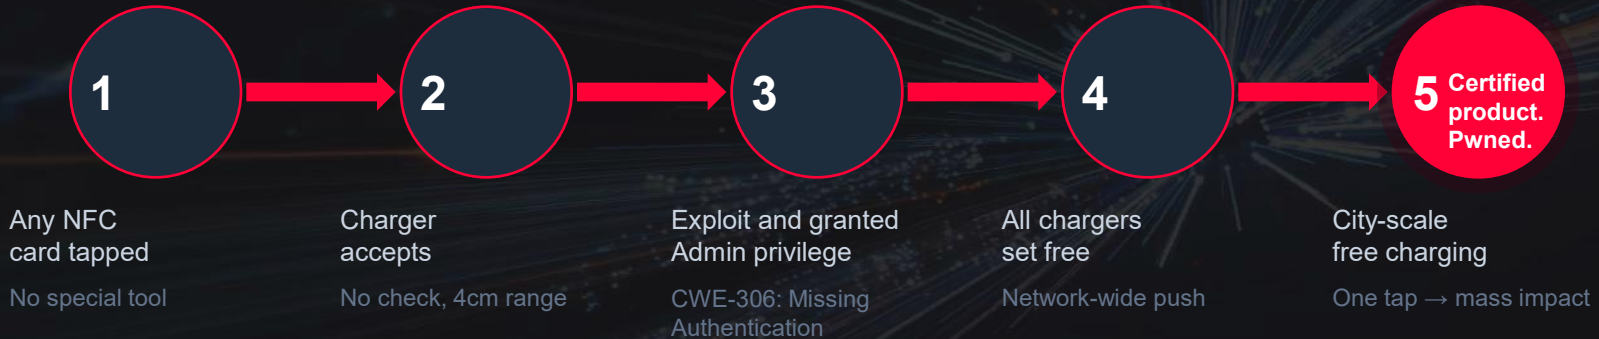 1
2
3
4
5
Certified
product.
Pwned.
Any NFC
card tapped
No special tool
Charger
accepts
No check, 4cm range
Exploit and granted
Admin privilege
CWE-306: Missing
Authentication
All chargers
set free
Network-wide push
City-scale
free charging
One tap → mass impact